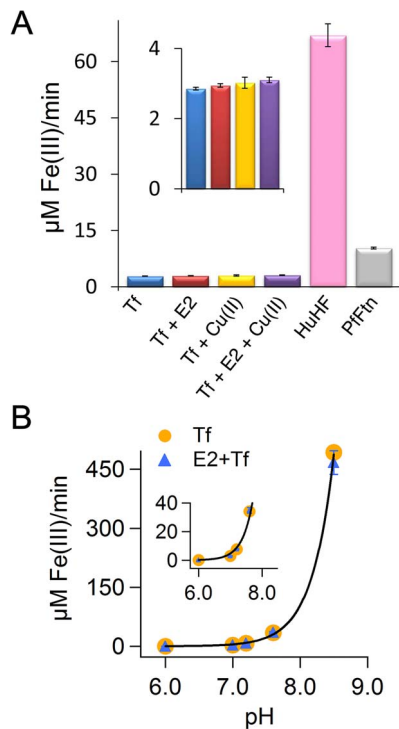 A
μM Fe(III)/min
60
45
30
15
0
4
2
0
Tf
Tf + E2
Tf + Cu(II)
Tf + E2 + Cu(II)
HuHF
PfFtn
B
Tf
E2+Tf
μM Fe(III)/min
450
300
150
0
40
20
0
6.0 8.0
6.0 7.0 8.0 9.0
pH